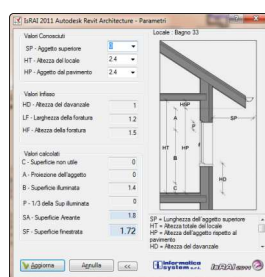 IsRAI 2011 Autodesk Revit Architecture - Parametri
Valori Conosciuti
SP - Aggetto superiore
HT - Altezza del locale 2.4
HP - Aggetto dal pavimento 2.4
Valori Infisso
HD - Altezza del davanzale 1
LF - Larghezza della foratura 1.2
HF - Altezza della foratura 1.5
Valori calcolati
C - Superficie non utile 0
A - Proiezione dell'aggetto 0
B - Superficie illuminata 1.4
P - 1/3 della Sup illuminata 0
SA - Superficie Aerante 1.8
SF - Superficie finestrata 1.72
Aggiorna Annulla <<
Locale : Bagno 33
HSP
SP
A
HT
HP
F
B
HD
C
SP = Lunghezza dell'aggetto superiore
HT = Altezza totale del locale
HP = Altezza dell'aggetto rispetto al
pavimento
HD = Altezza del davanzale
informatica
system s.r.l.
IsRAI